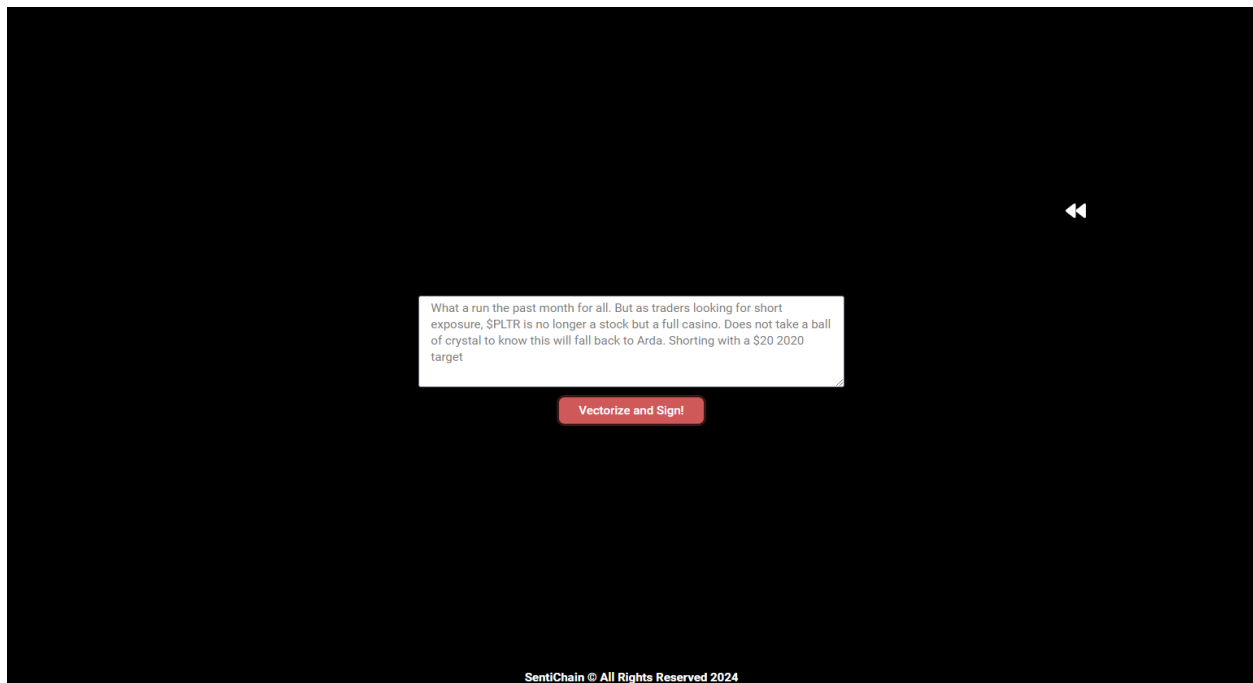 What a run the past month for all. But as traders looking for short
exposure, $PLTR is no longer a stock but a full casino. Does not take a ball
of crystal to know this will fall back to Arda. Shorting with a $20 2020
target
Vectorize and Sign!
SentiChain © All Rights Reserved 2024